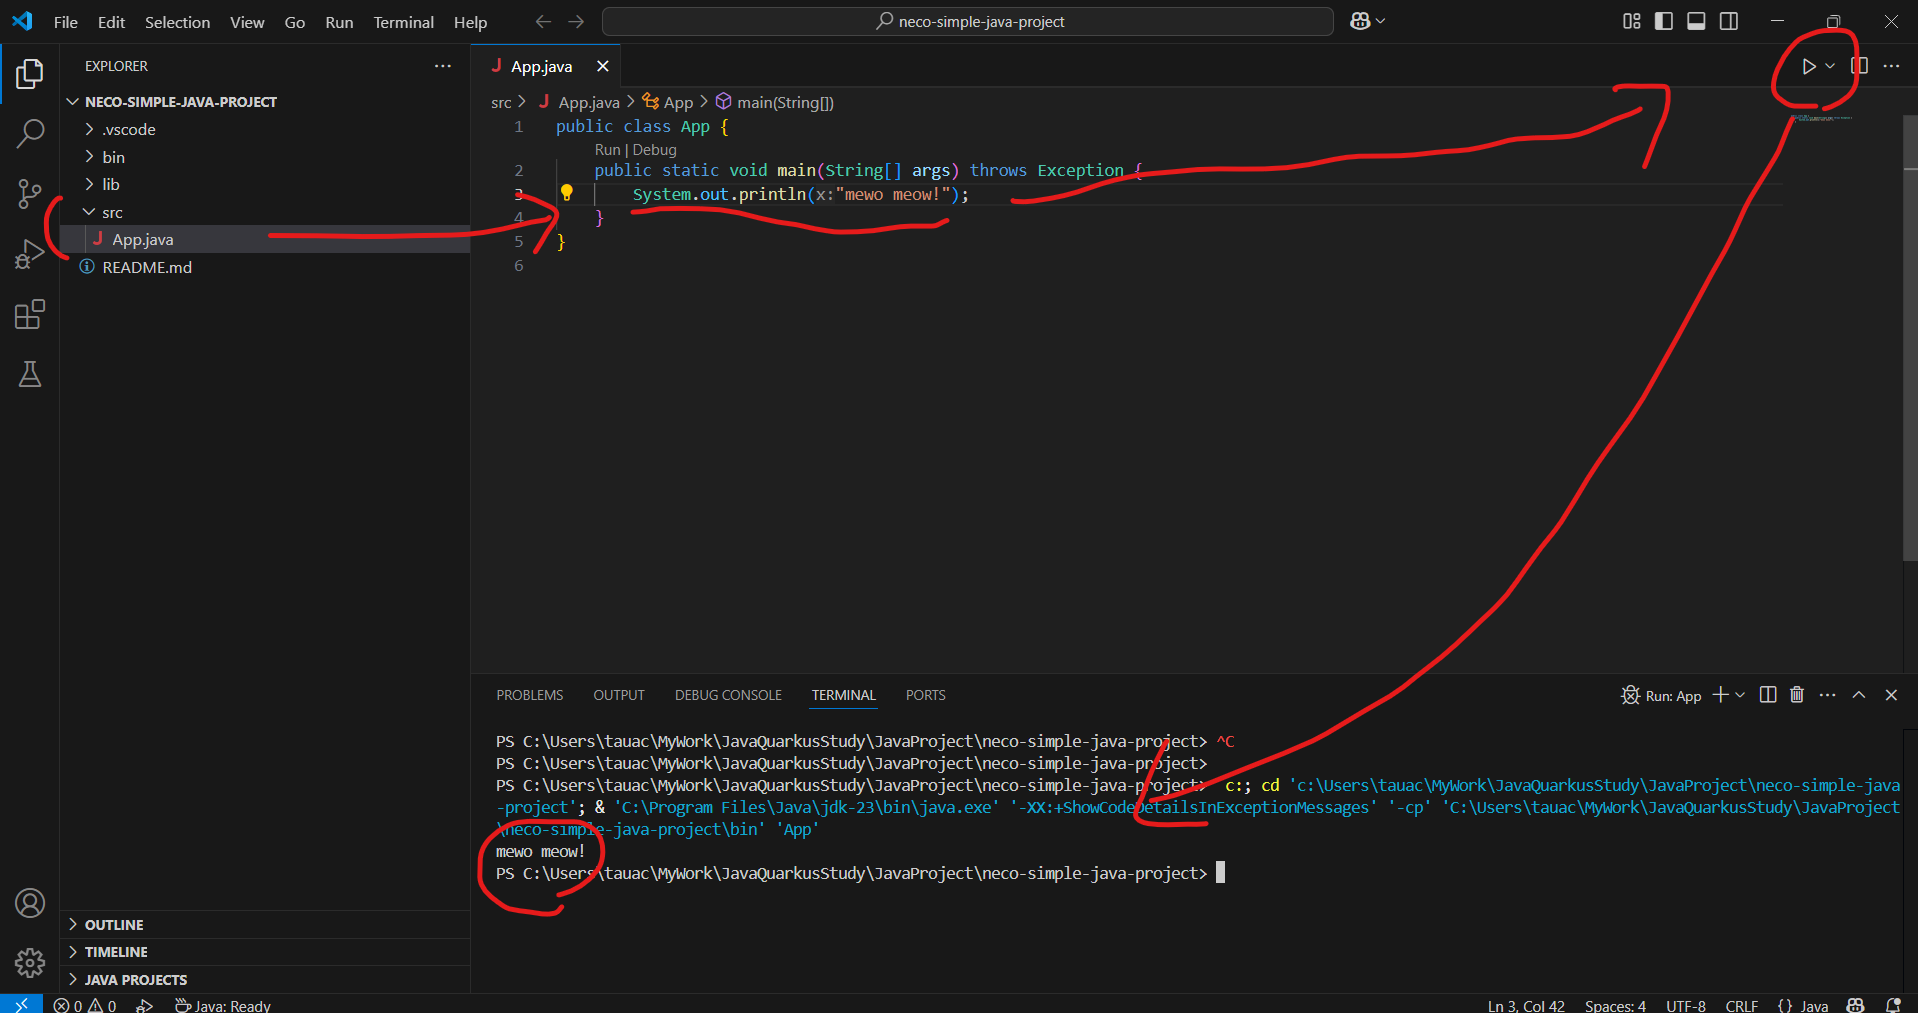 File Edit Selection View Go Run Terminal Help
neco-simple-java-project
EXPLORER
NECO-SIMPLE-JAVA-PROJECT
.vscode
bin
lib
src
App.java
README.md
OUTLINE
TIMELINE
JAVA PROJECTS
App.java
src > App.java > App > main(String[])
1 public class App {
Run | Debug
2 public static void main(String[] args) throws Exception {
3 System.out.println(x:"mewo meow!");
4 }
5 }
6
PROBLEMS OUTPUT DEBUG CONSOLE TERMINAL PORTS
Run: App
PS C:\Users\tauac\MyWork\JavaQuarkusStudy\JavaProject\neco-simple-java-project> ^C
PS C:\Users\tauac\MyWork\JavaQuarkusStudy\JavaProject\neco-simple-java-project>
PS C:\Users\tauac\MyWork\JavaQuarkusStudy\JavaProject\neco-simple-java-project> c:; cd 'c:\Users\tauac\MyWork\JavaQuarkusStudy\JavaProject\neco-simple-java
-project'; & 'C:\Program Files\Java\jdk-23\bin\java.exe' '-XX:+ShowCodeDetailsInExceptionMessages' '-cp' 'C:\Users\tauac\MyWork\JavaQuarkusStudy\JavaProject
\neco-simple-java-project\bin' 'App'
mewo meow!
PS C:\Users\tauac\MyWork\JavaQuarkusStudy\JavaProject\neco-simple-java-project>
0 0 Java: Ready
Ln 3, Col 42 Spaces: 4 UTF-8 CRLF {} Java